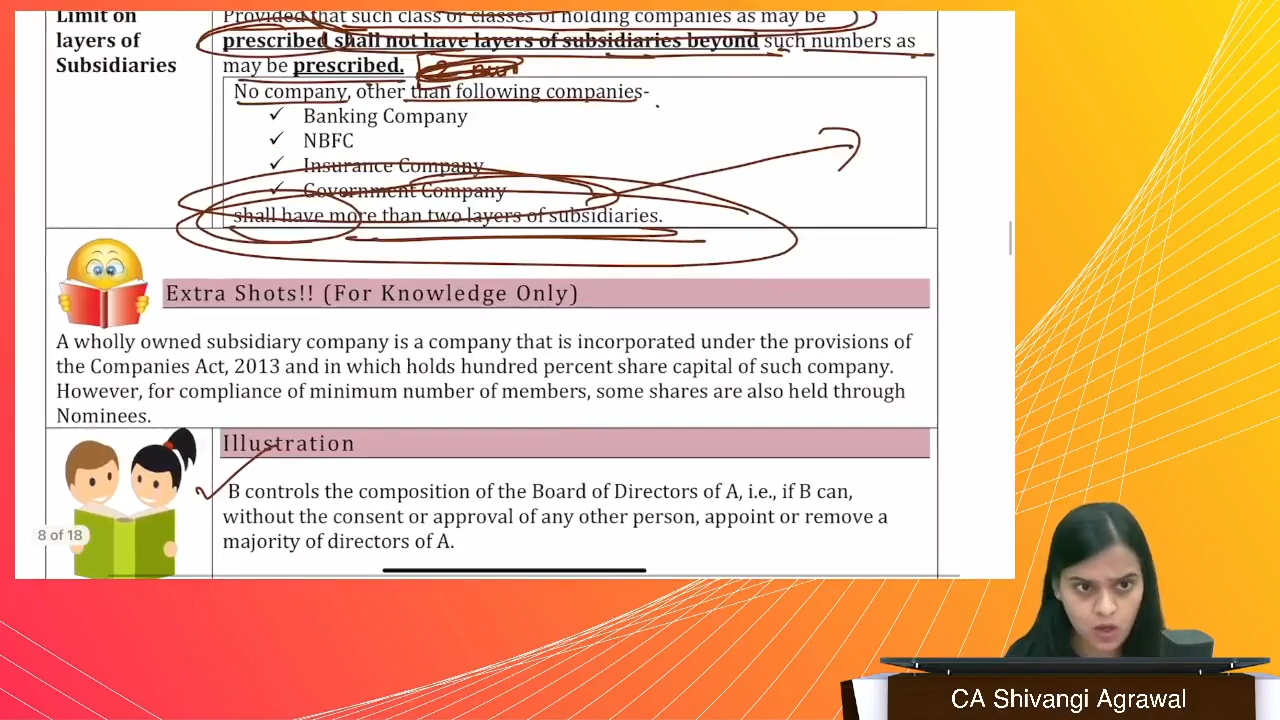 Limit on
layers of
Subsidiaries
Provided that such class or classes of holding companies as may be
prescribed shall not have layers of subsidiaries beyond such numbers as
may be prescribed.
No company, other than following companies-
✓ Banking Company
✓ NBFC
✓ Insurance Company
✓ Government Company
shall have more than two layers of subsidiaries.
Extra Shots!! (For Knowledge Only)
A wholly owned subsidiary company is a company that is incorporated under the provisions of
the Companies Act, 2013 and in which holds hundred percent share capital of such company.
However, for compliance of minimum number of members, some shares are also held through
Nominees.
Illustration
B controls the composition of the Board of Directors of A, i.e., if B can,
without the consent or approval of any other person, appoint or remove a
majority of directors of A.
8 of 18
CA Shivangi Agrawal